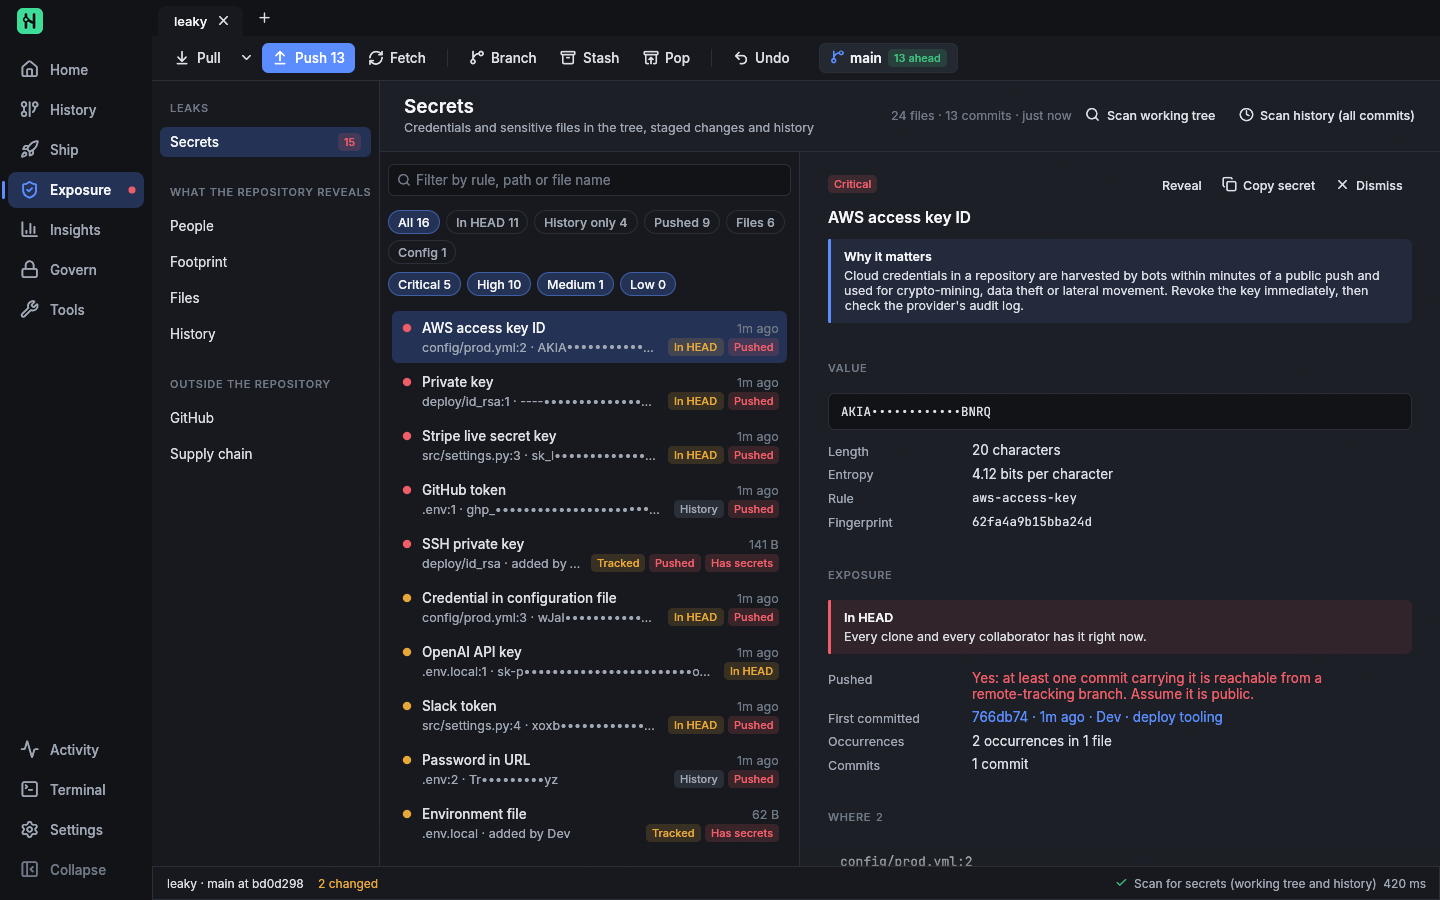 leaky
Pull
Push 13
Fetch
Branch
Stash
Pop
Undo
main
13 ahead
Home
History
Ship
Exposure
Insights
Govern
Tools
Activity
Terminal
Settings
Collapse
LEAKS
Secrets
15
WHAT THE REPOSITORY REVEALS
People
Footprint
Files
History
OUTSIDE THE REPOSITORY
GitHub
Supply chain
Secrets
Credentials and sensitive files in the tree, staged changes and history
24 files · 13 commits · just now
Scan working tree
Scan history (all commits)
Filter by rule, path or file name
All 16
In HEAD 11
History only 4
Pushed 9
Files 6
Config 1
Critical 5
High 10
Medium 1
Low 0
AWS access key ID
1m ago
config/prod.yml:2 · AKIA•••••••••••...
In HEAD
Pushed
Private key
1m ago
deploy/id_rsa:1 · ----••••••••••••••...
In HEAD
Pushed
Stripe live secret key
1m ago
src/settings.py:3 · sk_l•••••••••••••...
In HEAD
Pushed
GitHub token
1m ago
.env:1 · ghp_••••••••••••••••••••••...
History
Pushed
SSH private key
141 B
deploy/id_rsa · added by ...
Tracked
Pushed
Has secrets
Credential in configuration file
1m ago
config/prod.yml:3 · wJal•••••••••••...
In HEAD
Pushed
OpenAI API key
1m ago
.env.local:1 · sk-p••••••••••••••••••••••••o...
In HEAD
Slack token
1m ago
src/settings.py:4 · xoxb••••••••••••...
In HEAD
Pushed
Password in URL
1m ago
.env:2 · Tr•••••••••yz
History
Pushed
Environment file
62 B
.env.local · added by Dev
Tracked
Has secrets
Critical
Reveal
Copy secret
Dismiss
AWS access key ID
Why it matters
Cloud credentials in a repository are harvested by bots within minutes of a public push and
used for crypto-mining, data theft or lateral movement. Revoke the key immediately, then
check the provider's audit log.
VALUE
AKIA••••••••••••BNRQ
Length
20 characters
Entropy
4.12 bits per character
Rule
aws-access-key
Fingerprint
62fa4a9b15bba24d
EXPOSURE
In HEAD
Every clone and every collaborator has it right now.
Pushed
Yes: at least one commit carrying it is reachable from a
remote-tracking branch. Assume it is public.
First committed
766db74 · 1m ago · Dev · deploy tooling
Occurrences
2 occurrences in 1 file
Commits
1 commit
WHERE 2
config/prod.yml:2
leaky · main at bd0d298
2 changed
Scan for secrets (working tree and history)
420 ms